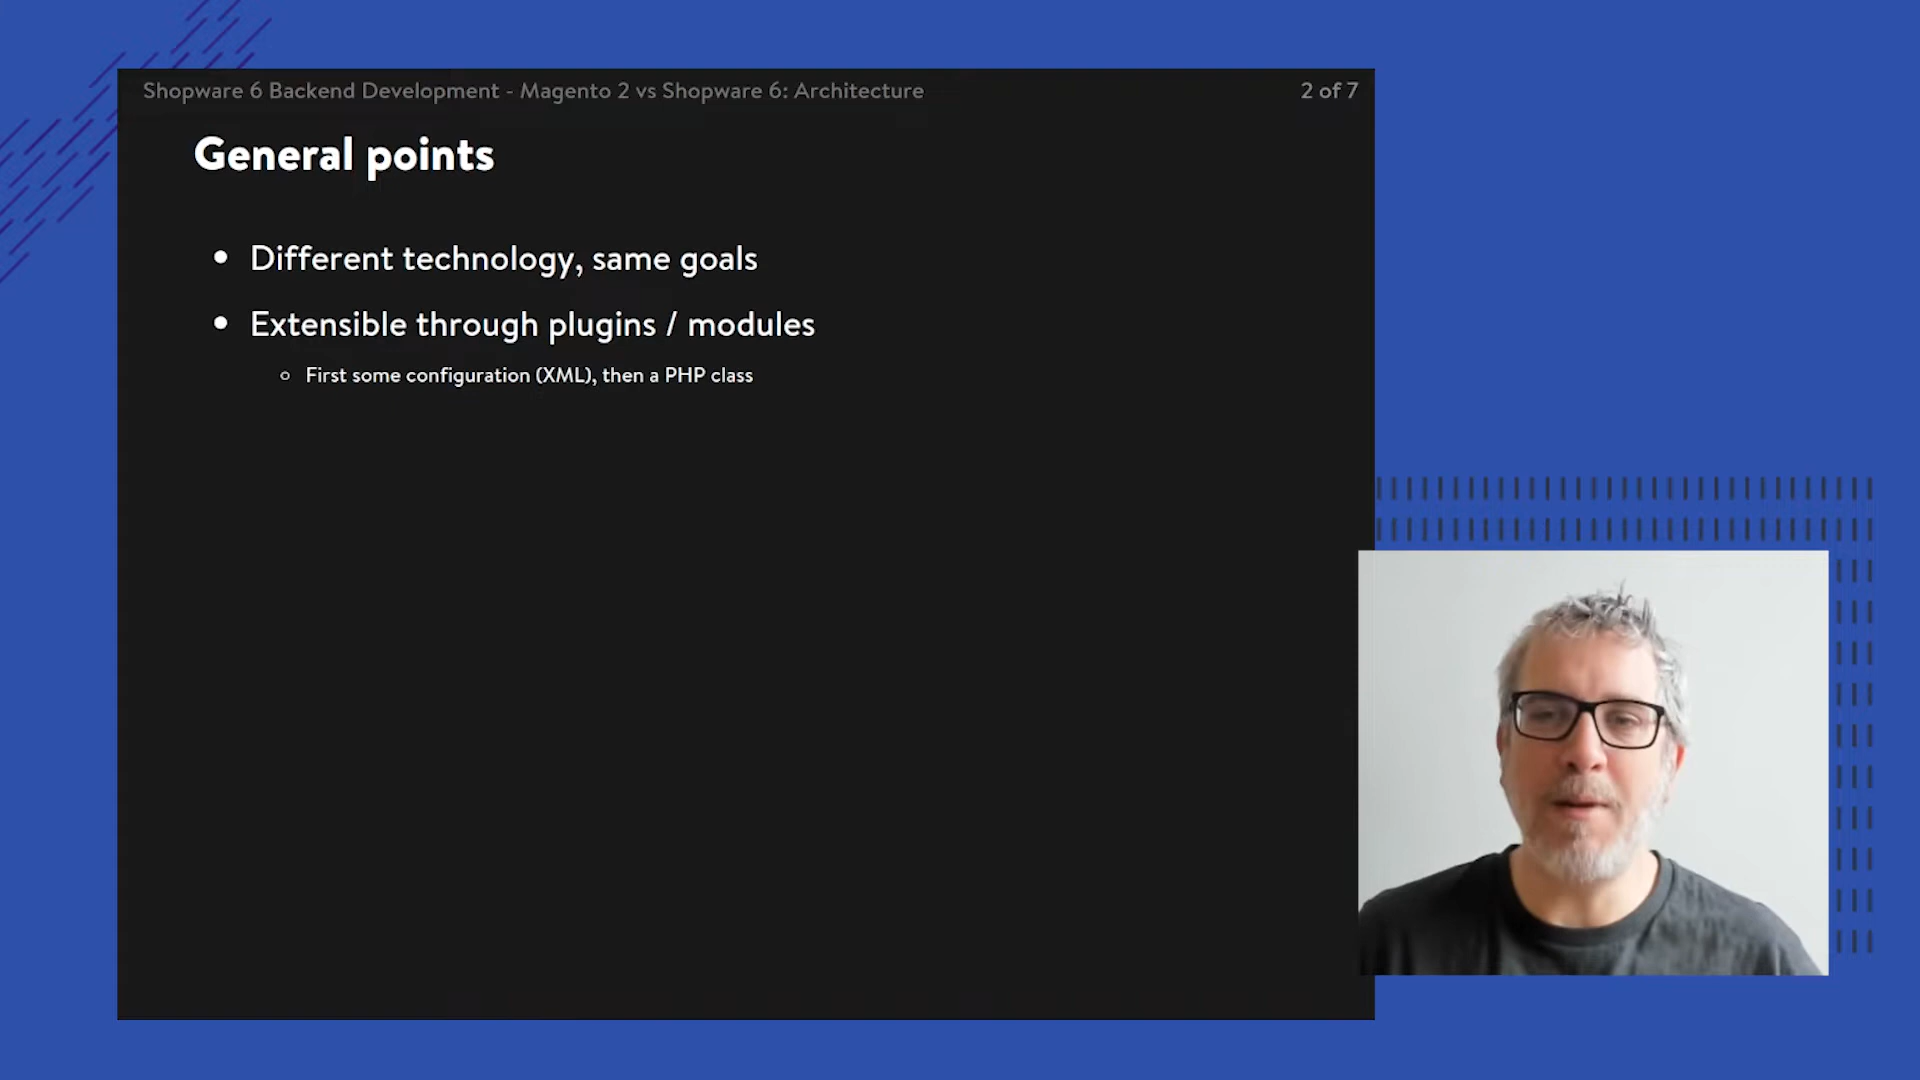 Shopware 6 Backend Development - Magento 2 vs Shopware 6: Architecture
2 of 7
General points
Different technology, same goals
Extensible through plugins / modules
First some configuration (XML), then a PHP class